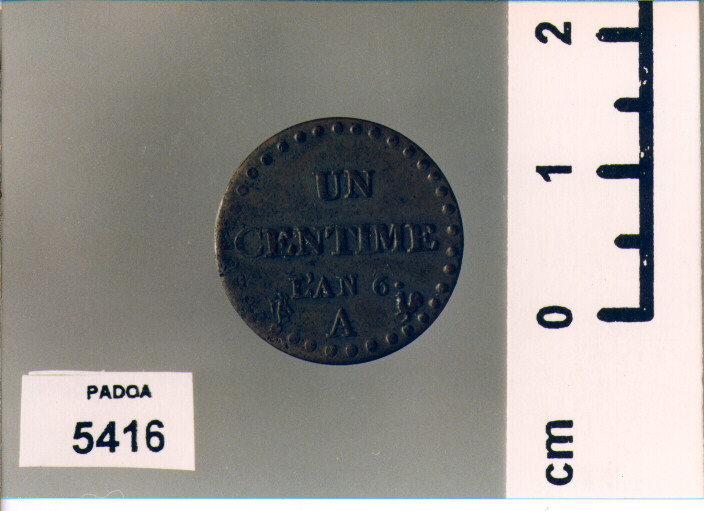 UN
CENTIME
L'AN 6.
A
PADOA
5416
2
1
0
cm